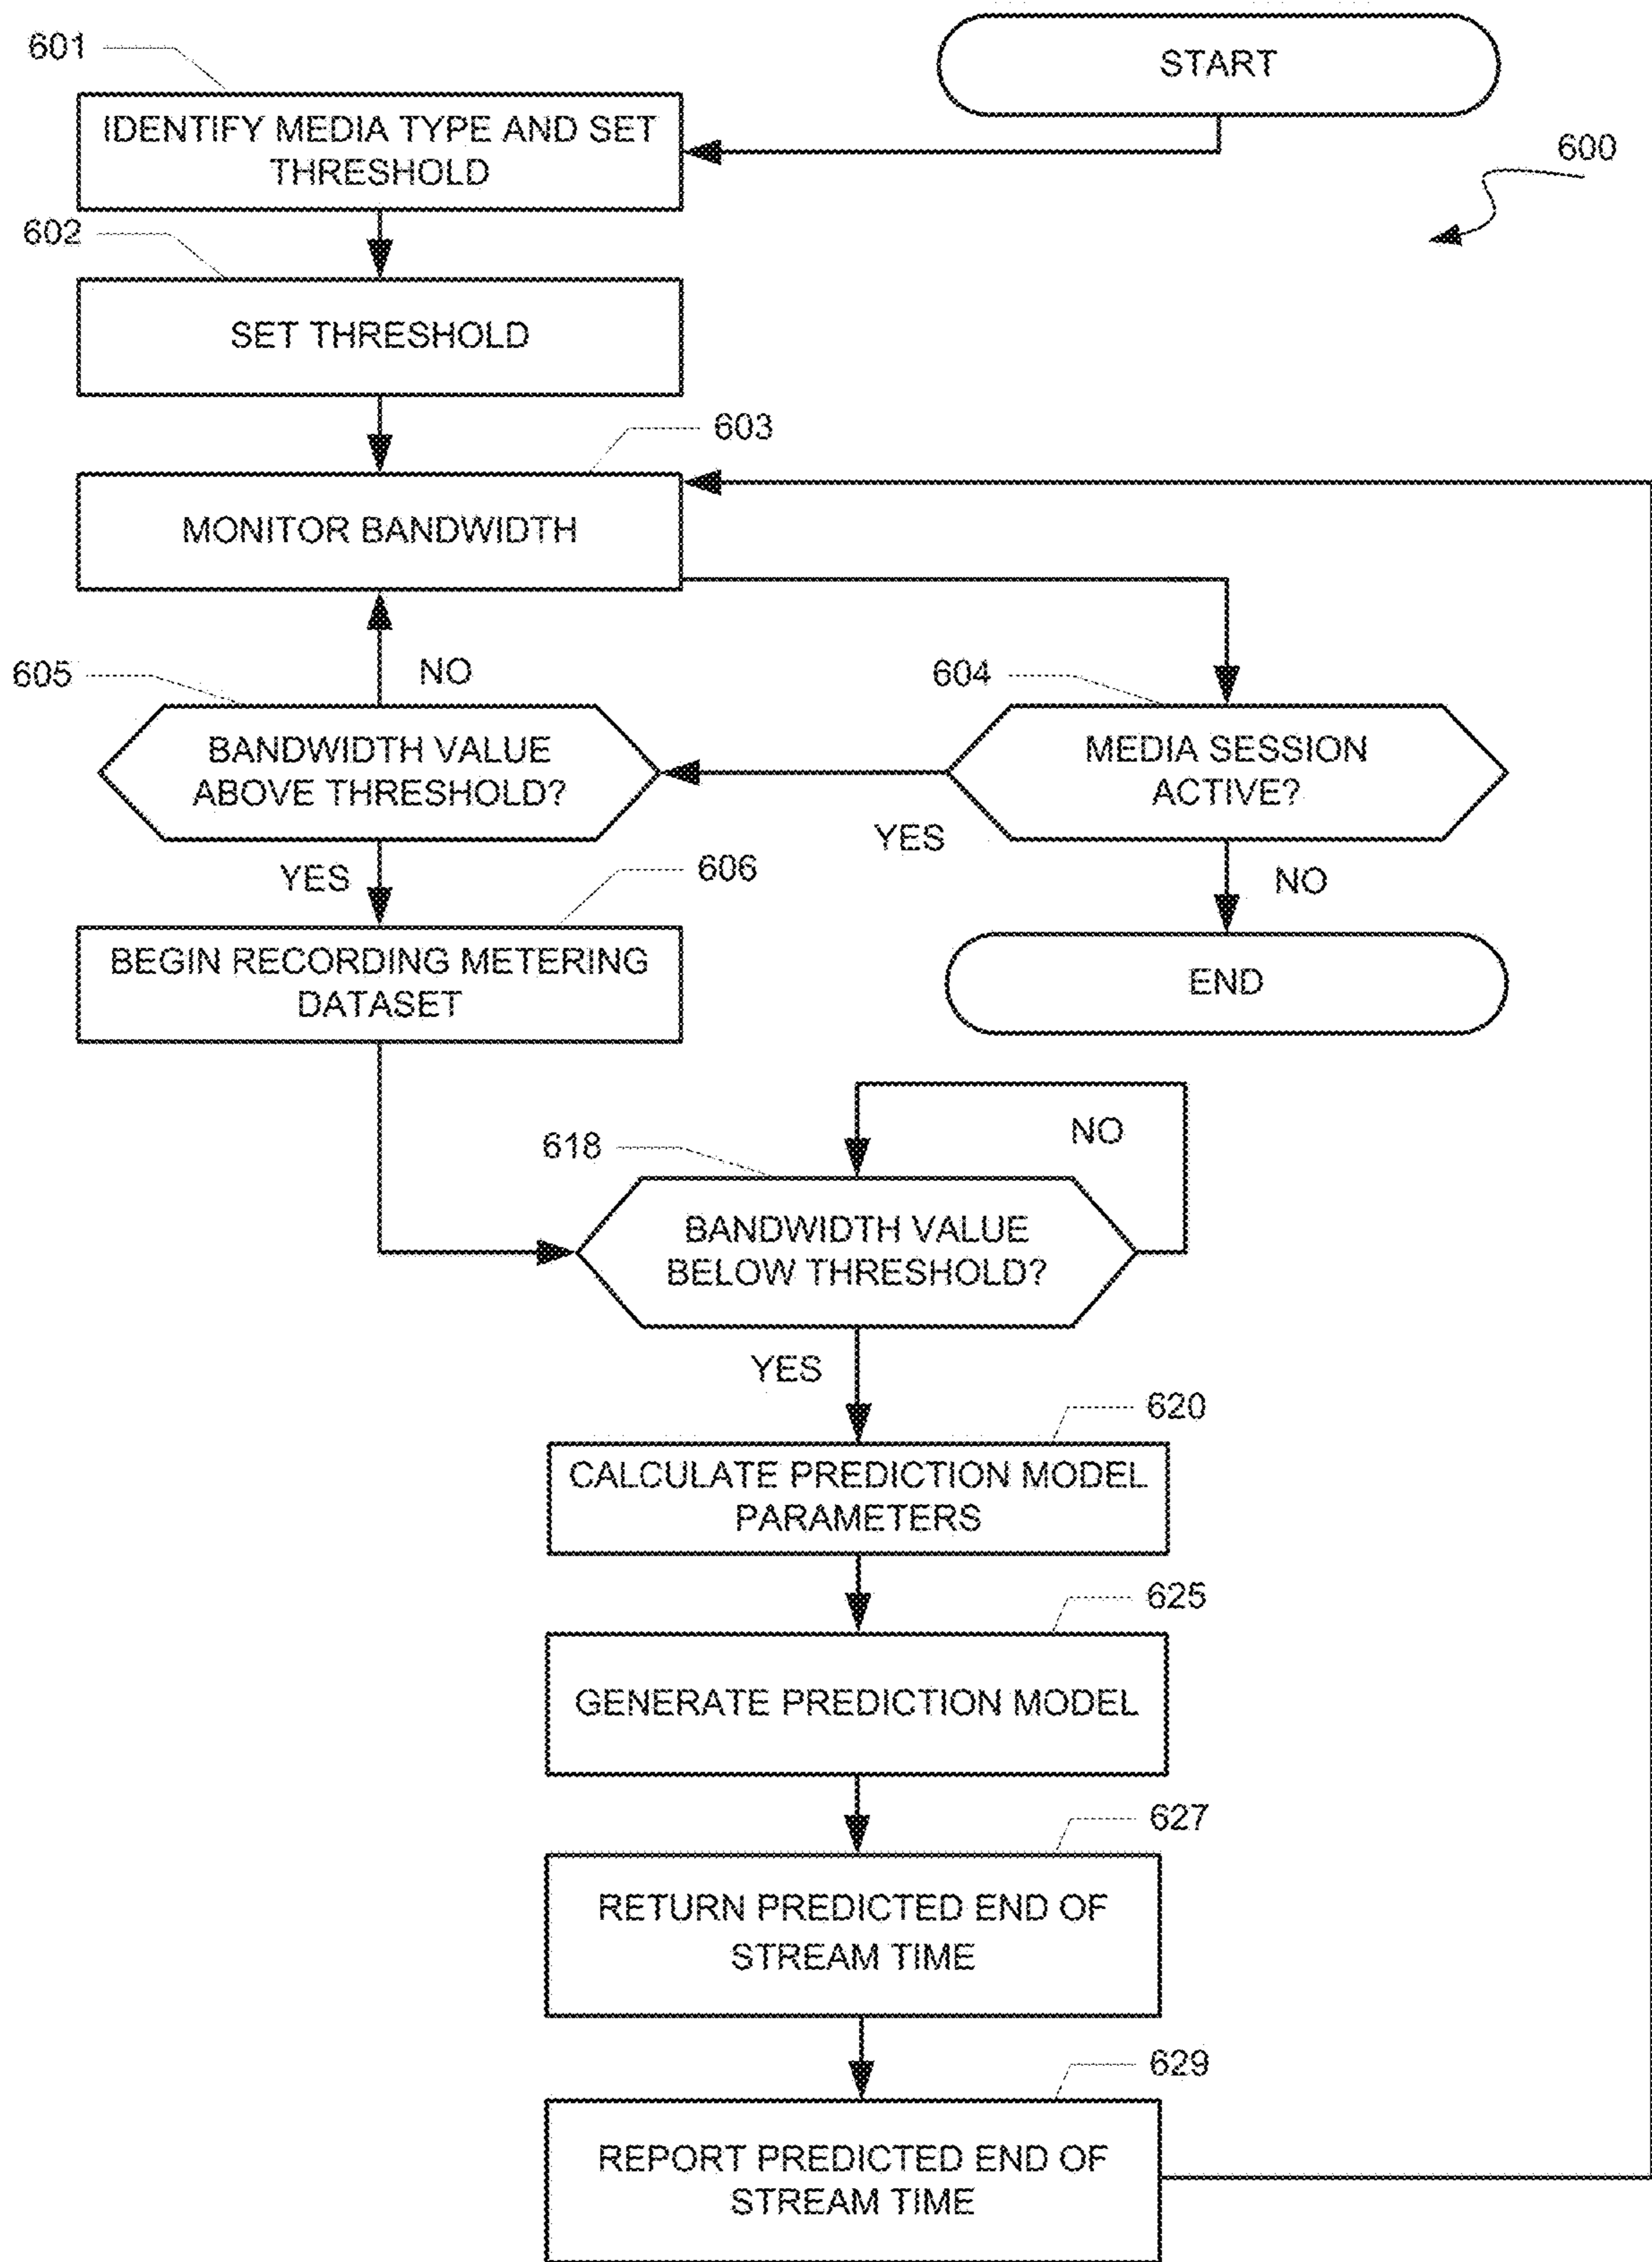 START
601
IDENTIFY MEDIA TYPE AND SET
THRESHOLD
600
602
SET THRESHOLD
603
MONITOR BANDWIDTH
605
NO
604
BANDWIDTH VALUE
ABOVE THRESHOLD?
MEDIA SESSION
ACTIVE?
YES
YES
606
NO
BEGIN RECORDING METERING
DATASET
END
NO
618
BANDWIDTH VALUE
BELOW THRESHOLD?
YES
620
CALCULATE PREDICTION MODEL
PARAMETERS
625
GENERATE PREDICTION MODEL
627
RETURN PREDICTED END OF
STREAM TIME
629
REPORT PREDICTED END OF
STREAM TIME